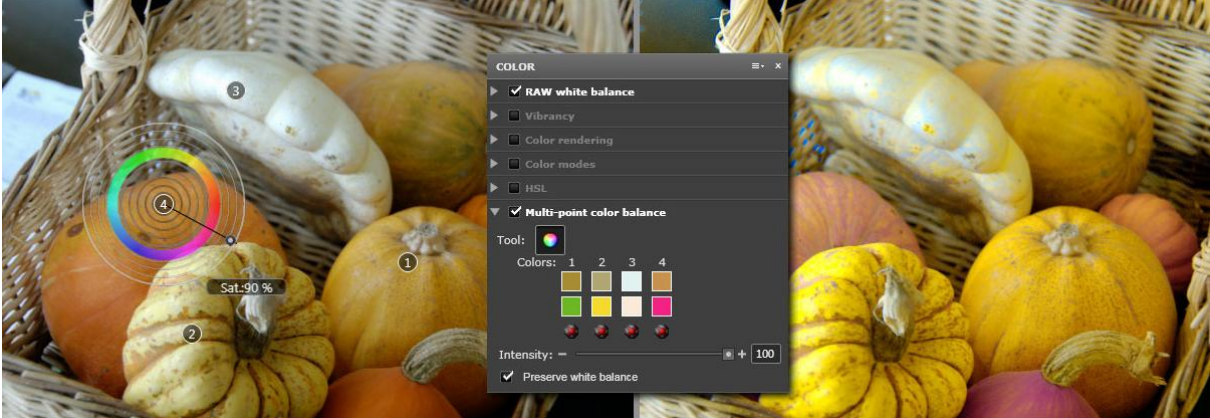 COLOR
RAW white balance
Vibrancy
Color rendering
Color modes
HSL
Multi-point color balance
Tool:
Colors: 1 2 3 4
Intensity: − + 100
Preserve white balance
3
4
1
Sat.:90 %
2